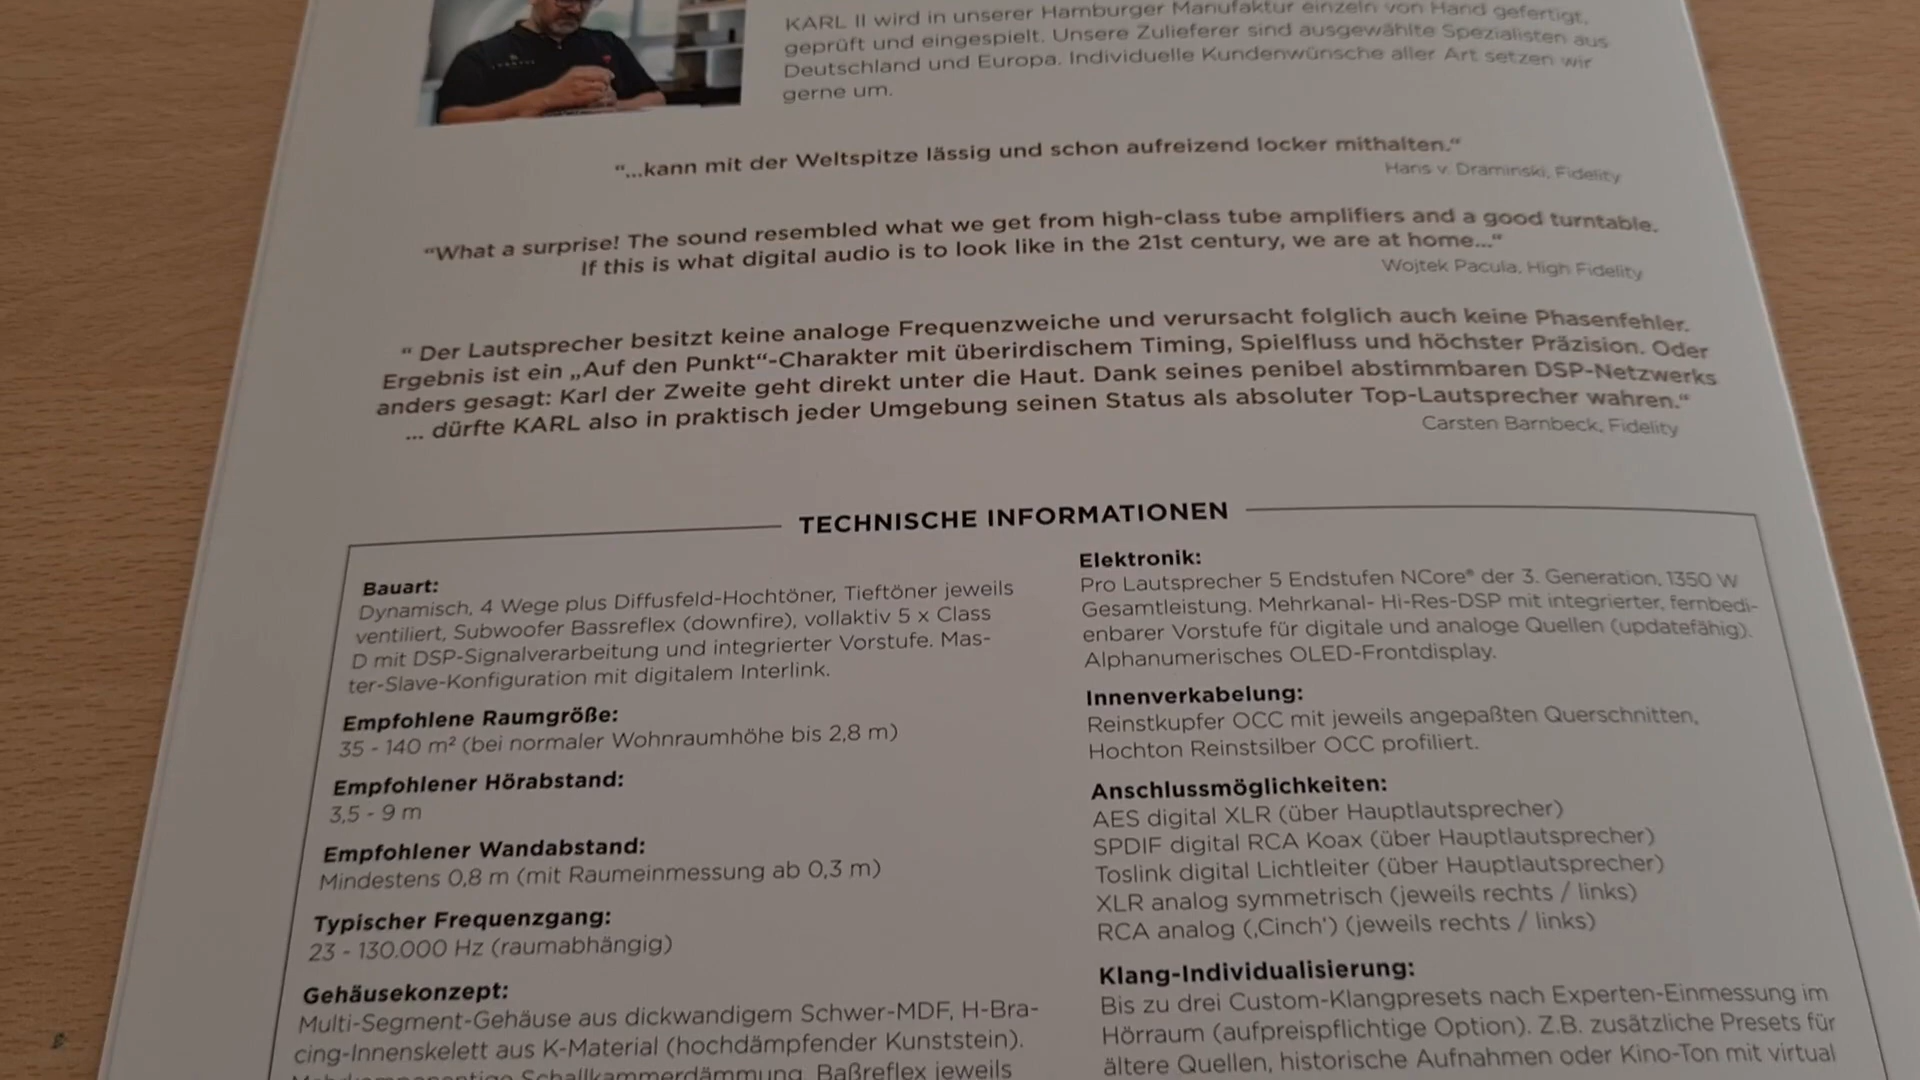 KARL II wird in unserer Hamburger Manufaktur einzeln von Hand gefertigt,
geprüft und eingespielt. Unsere Zulieferer sind ausgewählte Spezialisten aus
Deutschland und Europa. Individuelle Kundenwünsche aller Art setzen wir
gerne um.
“...kann mit der Weltspitze lässig und schon aufreizend locker mithalten.“
Hans v. Draminski, Fidelity
“What a surprise! The sound resembled what we get from high-class tube amplifiers and a good turntable.
If this is what digital audio is to look like in the 21st century, we are at home...“
Wojtek Pacula, High Fidelity
“ Der Lautsprecher besitzt keine analoge Frequenzweiche und verursacht folglich auch keine Phasenfehler.
Ergebnis ist ein „Auf den Punkt“-Charakter mit überirdischem Timing, Spielfluss und höchster Präzision. Oder
anders gesagt: Karl der Zweite geht direkt unter die Haut. Dank seines penibel abstimmbaren DSP-Netzwerks
... dürfte KARL also in praktisch jeder Umgebung seinen Status als absoluter Top-Lautsprecher wahren.“
Carsten Barnbeck, Fidelity
TECHNISCHE INFORMATIONEN
Bauart:
Dynamisch, 4 Wege plus Diffusfeld-Hochtöner, Tieftöner jeweils
ventiliert, Subwoofer Bassreflex (downfire), vollaktiv 5 x Class
D mit DSP-Signalverarbeitung und integrierter Vorstufe. Mas-
ter-Slave-Konfiguration mit digitalem Interlink.
Empfohlene Raumgröße:
35 - 140 m² (bei normaler Wohnraumhöhe bis 2,8 m)
Empfohlener Hörabstand:
3,5 - 9 m
Empfohlener Wandabstand:
Mindestens 0,8 m (mit Raumeinmessung ab 0,3 m)
Typischer Frequenzgang:
23 - 130.000 Hz (raumabhängig)
Gehäusekonzept:
Multi-Segment-Gehäuse aus dickwandigem Schwer-MDF, H-Bra-
cing-Innenskelett aus K-Material (hochdämpfender Kunststein).
Schallkammerdämmung, Baßreflex jeweils
Elektronik:
Pro Lautsprecher 5 Endstufen NCore® der 3. Generation, 1350 W
Gesamtleistung. Mehrkanal- Hi-Res-DSP mit integrierter, fernbedi-
enbarer Vorstufe für digitale und analoge Quellen (updatefähig).
Alphanumerisches OLED-Frontdisplay.
Innenverkabelung:
Reinstkupfer OCC mit jeweils angepaßten Querschnitten,
Hochton Reinstsilber OCC profiliert.
Anschlussmöglichkeiten:
AES digital XLR (über Hauptlautsprecher)
SPDIF digital RCA Koax (über Hauptlautsprecher)
Toslink digital Lichtleiter (über Hauptlautsprecher)
XLR analog symmetrisch (jeweils rechts / links)
RCA analog (‚Cinch‘) (jeweils rechts / links)
Klang-Individualisierung:
Bis zu drei Custom-Klangpresets nach Experten-Einmessung im
Hörraum (aufpreispflichtige Option). Z.B. zusätzliche Presets für
ältere Quellen, historische Aufnahmen oder Kino-Ton mit virtual